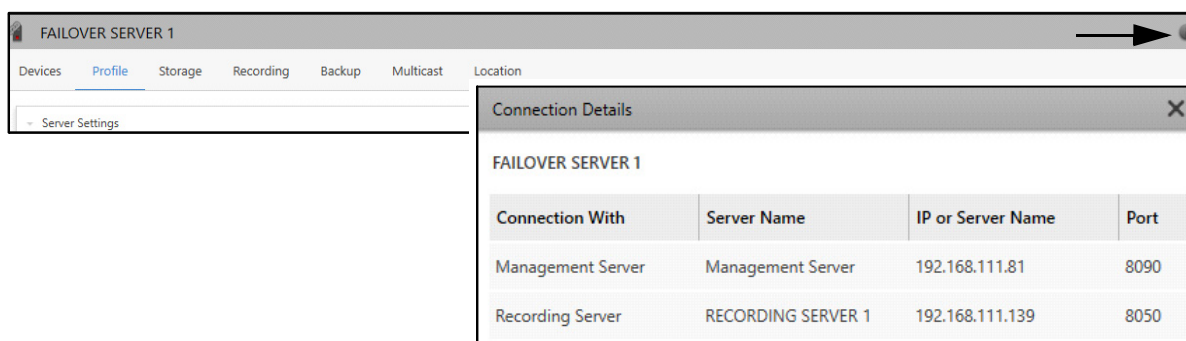 FAILOVER SERVER 1
Devices Profile Storage Recording Backup Multicast Location
Server Settings
Connection Details
FAILOVER SERVER 1
Connection With Server Name IP or Server Name Port
Management Server Management Server 192.168.111.81 8090
Recording Server RECORDING SERVER 1 192.168.111.139 8050